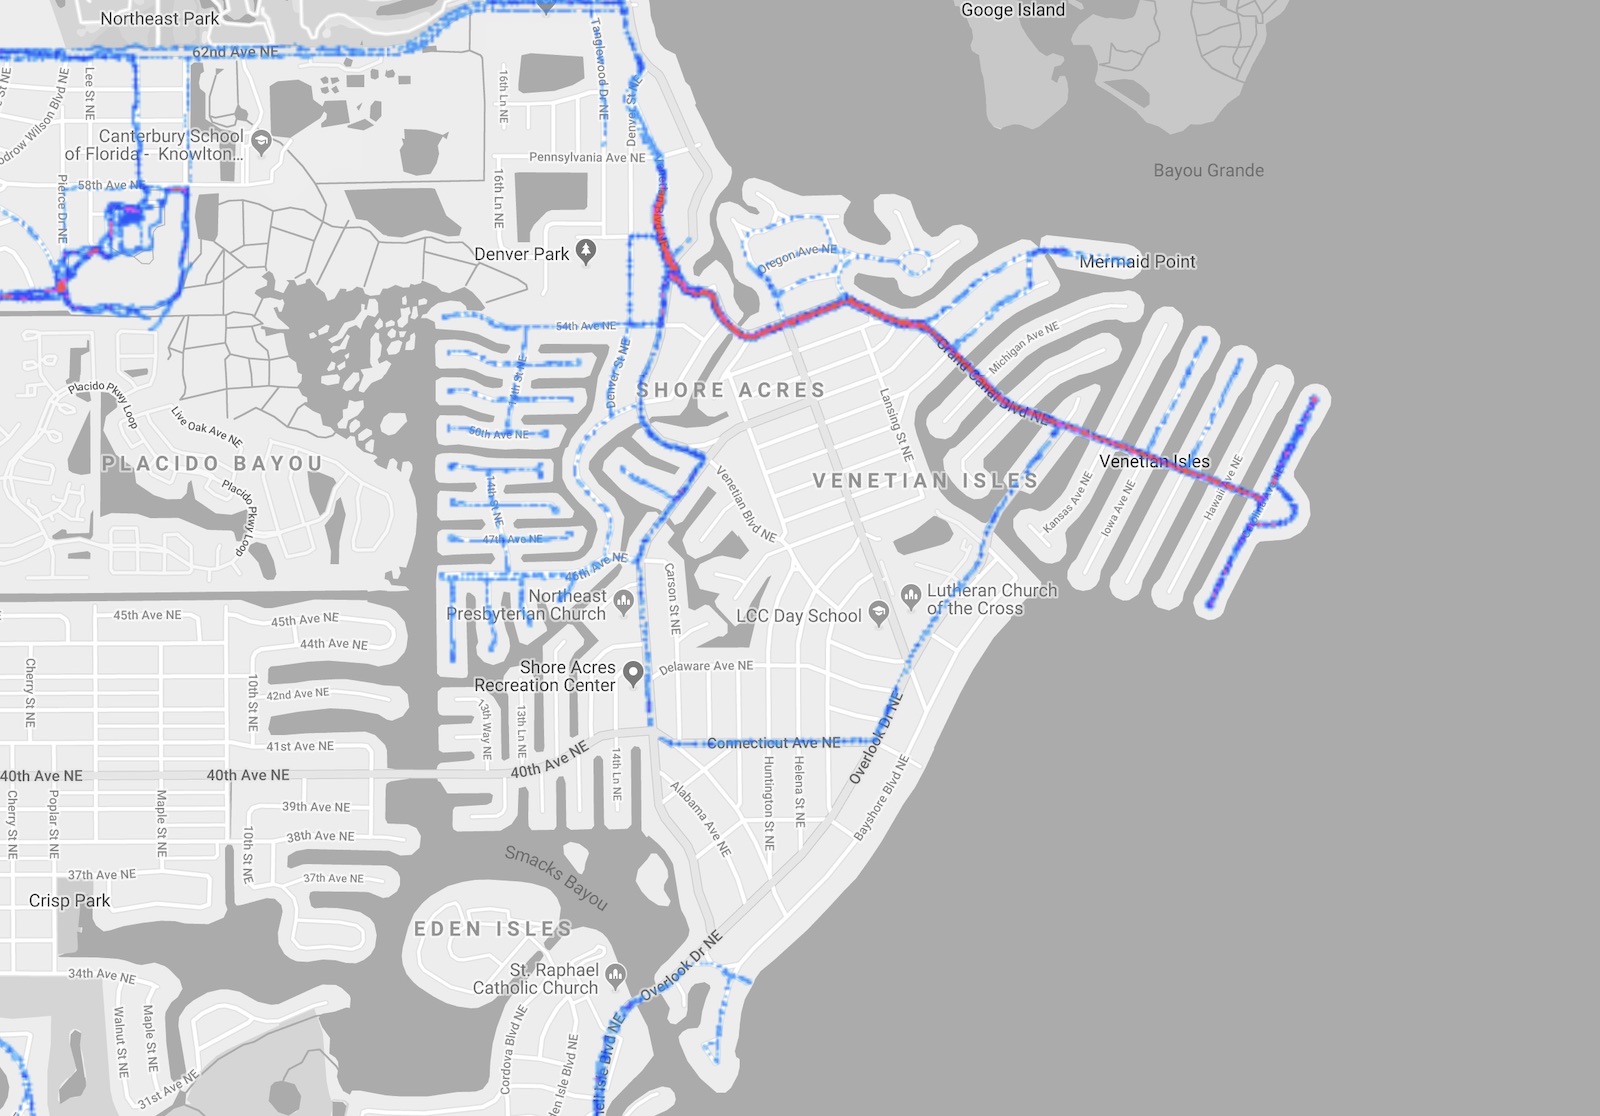 Northeast Park
Googe Island
62nd Ave NE
Tanglewood Dr NE
Lee St NE
16th Ln NE
Denver St NE
Canterbury School
of Florida - Knowlton...
Pennsylvania Ave NE
Bayou Grande
58th Ave NE
Pierce Dr NE
16th Ln NE
Denver Park
Oregon Ave NE
Mermaid Point
54th Ave NE
Michigan Ave NE
Grand Canal Blvd NE
Placido Pkwy Loop
14th St NE
Denver St NE
SHORE ACRES
Live Oak Ave NE
Lansing St NE
50th Ave NE
PLACIDO BAYOU
Venetian Isles
VENETIAN ISLES
Placido
Pkwy Loop
14th St NE
Venetian Blvd NE
Kansas Ave NE
Iowa Ave NE
Hawaii Ave NE
47th Ave NE
46th Ave NE
Northeast
Presbyterian Church
Carson St NE
Lutheran Church
of the Cross
LCC Day School
45th Ave NE
45th Ave NE
44th Ave NE
Shore Acres
Recreation Center
Delaware Ave NE
Cherry St NE
10th St NE
42nd Ave NE
13th Way NE
13th Ln NE
41st Ave NE
Connecticut Ave NE
Overlook Dr NE
40th Ave NE
40th Ave NE
40th Ave NE
14th Ln NE
Huntington St NE
Helena St NE
Bayshore Blvd NE
Cherry St NE
Poplar St NE
Maple St NE
39th Ave NE
38th Ave NE
10th St NE
Alabama Ave NE
Smacks Bayou
37th Ave NE
37th Ave NE
Crisp Park
EDEN ISLES
Overlook Dr NE
34th Ave NE
St. Raphael
Catholic Church
Walnut St NE
Maple St NE
31st Ave NE
Cordova Blvd NE